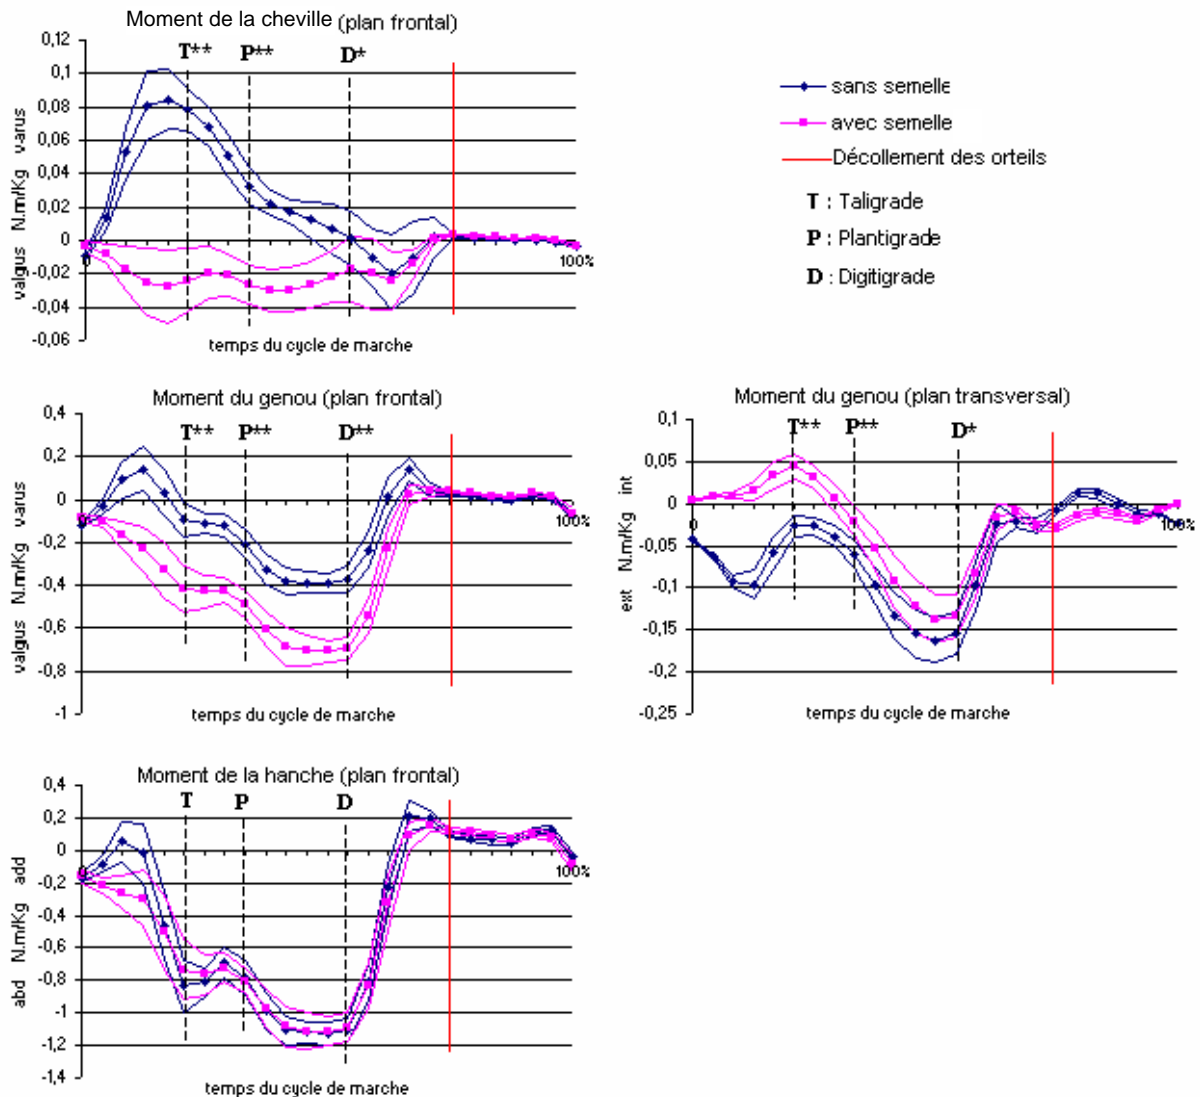 Moment de la cheville (plan frontal)
0,12
0,1
0,08
0,06
0,04
0,02
0
-0,02
-0,04
-0,06
valgus N.m/Kg varus
T** P** D*
0 100%
temps du cycle de marche
sans semelle
avec semelle
Décollement des orteils
T : Taligrade
P : Plantigrade
D : Digitigrade
Moment du genou (plan frontal)
0,4
0,2
0
-0,2
-0,4
-0,6
-0,8
-1
valgus N.m/Kg varus
T** P** D**
0 100%
temps du cycle de marche
Moment du genou (plan transversal)
0,1
0,05
0
-0,05
-0,1
-0,15
-0,2
-0,25
ext N.m/Kg int
T** P** D*
0 100%
temps du cycle de marche
Moment de la hanche (plan frontal)
0,4
0,2
0
-0,2
-0,4
-0,6
-0,8
-1
-1,2
-1,4
abd N.m/Kg add
T P D
0 100%
temps du cycle de marche